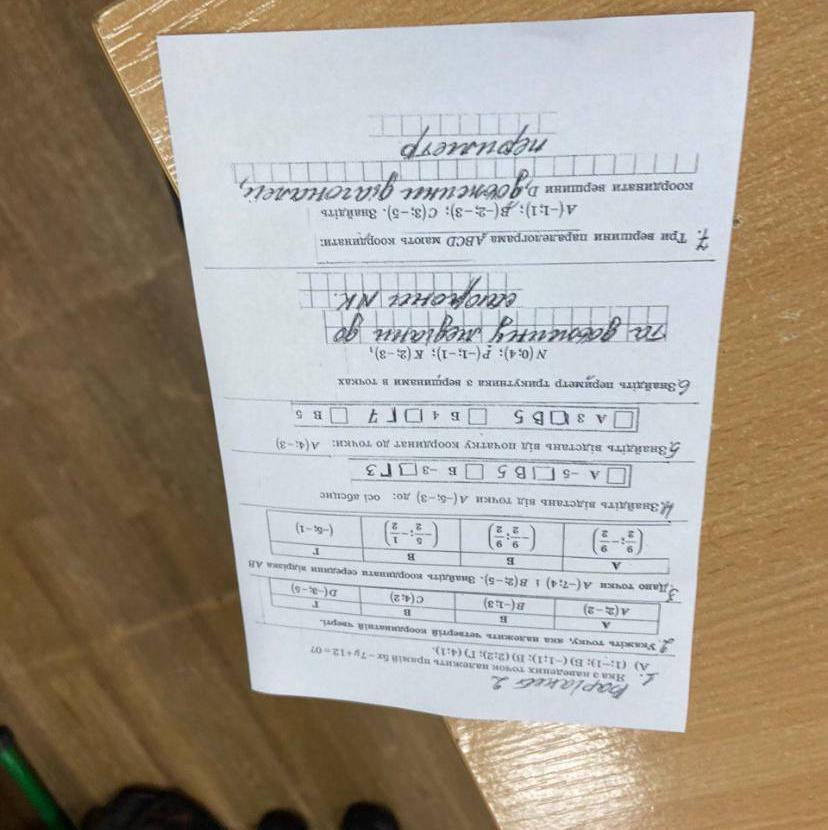 Варіант 2
1. Яка з наведених точок належить прямій 5x − 7y + 12 = 0?
А) (1;−1); Б) (−1;1); В) (2;2); Г) (4;1).
2. Укажіть точку, яка належить четвертій координатній чверті.
А Б В Г
A(2;−2) B(−1;3) C(4;2) D(−3;−5)
3. Дано точки A(−7;4) і B(2;−5). Знайдіть координати середини відрізка AB
А Б В Г
(9/2; −9/2) (−9/2; 9/2) (−5/2; −1/2) (−5;−1)
4. Знайдіть відстань від точки A(−5;−3) до: осі абсцис
А −5 В 5 Б −3 Г 3
5. Знайдіть відстань від початку координат до точки: A(4;−3)
А 3 В 5 Б 4 Г 7 В 5
6. Знайдіть периметр трикутника з вершинами в точках
N(0;4); P(−1;−1); K(2;−3),
та довжину медіани до
сторони NK.
7. Три вершини паралелограма ABCD мають координати:
A(−1;1); B(−2;−3); C(3;−5). Знайдіть
координати вершини D, довжини діагоналей,
периметр